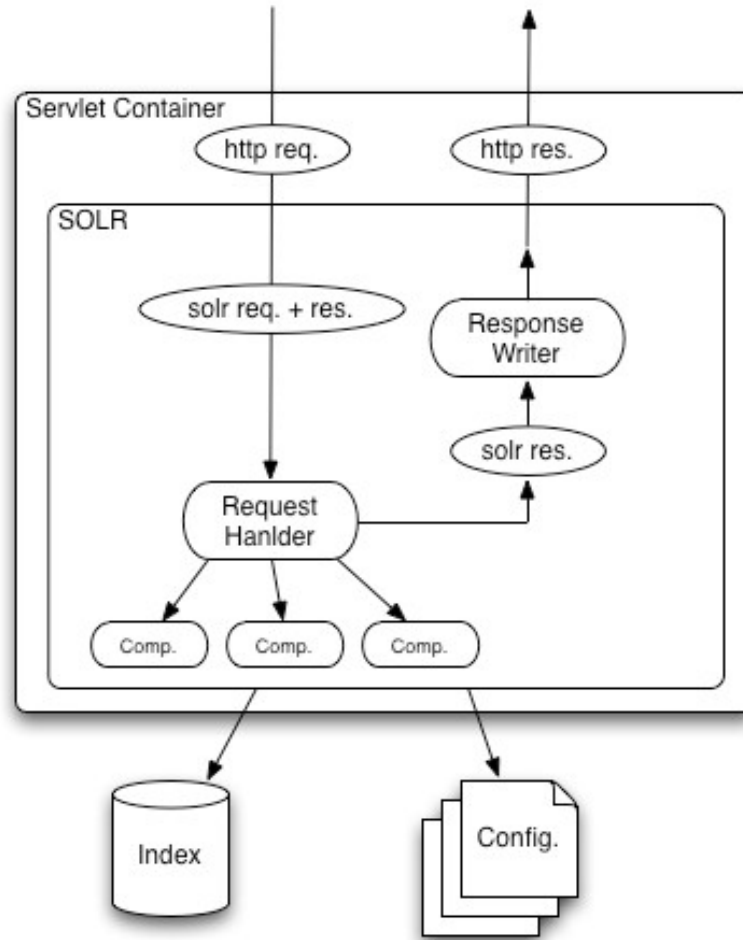 Servlet Container
http req.
http res.
SOLR
solr req. + res.
Response
Writer
solr res.
Request
Hanlder
Comp.
Comp.
Comp.
Index
Config.